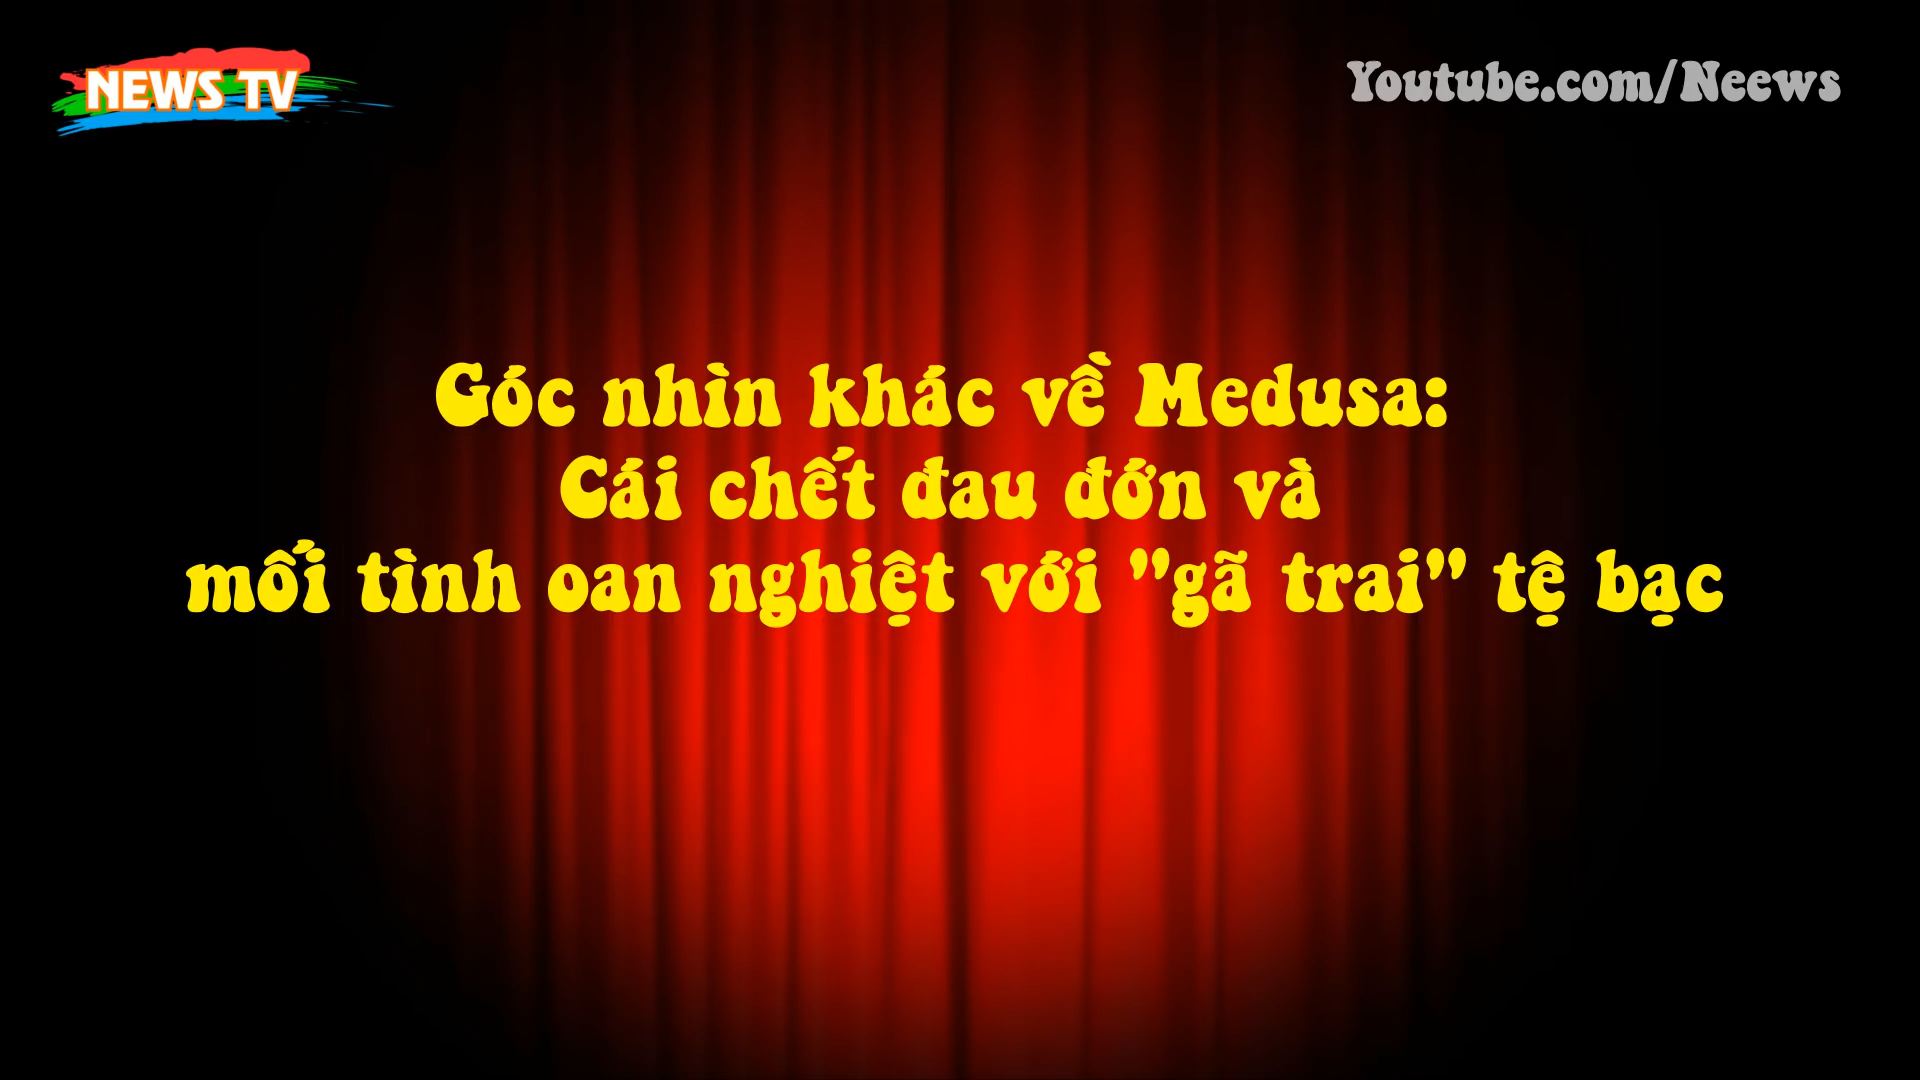 NEWS TV
Youtube.com/Neews
Góc nhìn khác về Medusa:
Cái chết đau đớn và
mối tình oan nghiệt với "gã trai" tệ bạc